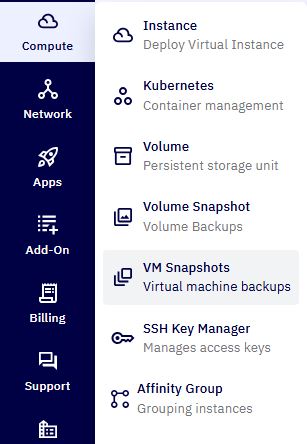 Compute
Network
Apps
Add-On
Billing
Support
Instance
Deploy Virtual Instance
Kubernetes
Container management
Volume
Persistent storage unit
Volume Snapshot
Volume Backups
VM Snapshots
Virtual machine backups
SSH Key Manager
Manages access keys
Affinity Group
Grouping instances